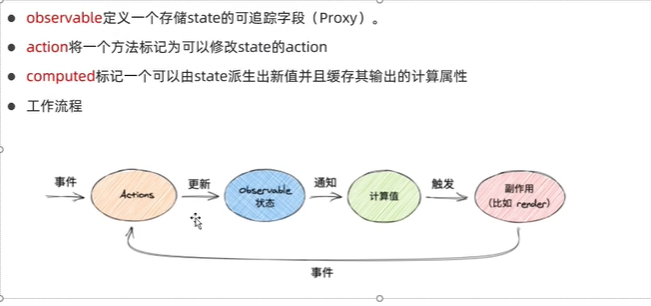 observable定义一个存储state的可追踪字段（Proxy）。
action将一个方法标记为可以修改state的action
computed标记一个可以由state派生出新值并且缓存其输出的计算属性
工作流程
事件
Actions
更新
Observable
状态
通知
计算值
触发
副作用
（比如 render）
事件